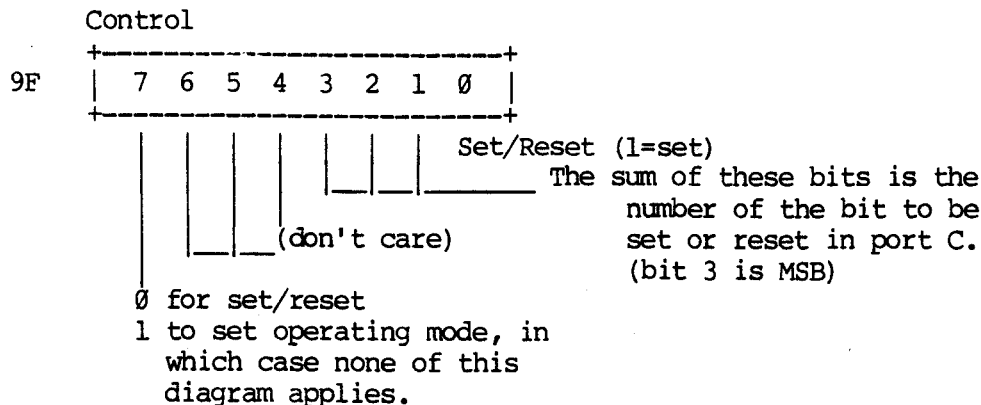 Control
9F 7 6 5 4 3 2 1 Ø
Set/Reset (1=set)
The sum of these bits is the
number of the bit to be
(don't care) set or reset in port C.
(bit 3 is MSB)
Ø for set/reset
1 to set operating mode, in
which case none of this
diagram applies.